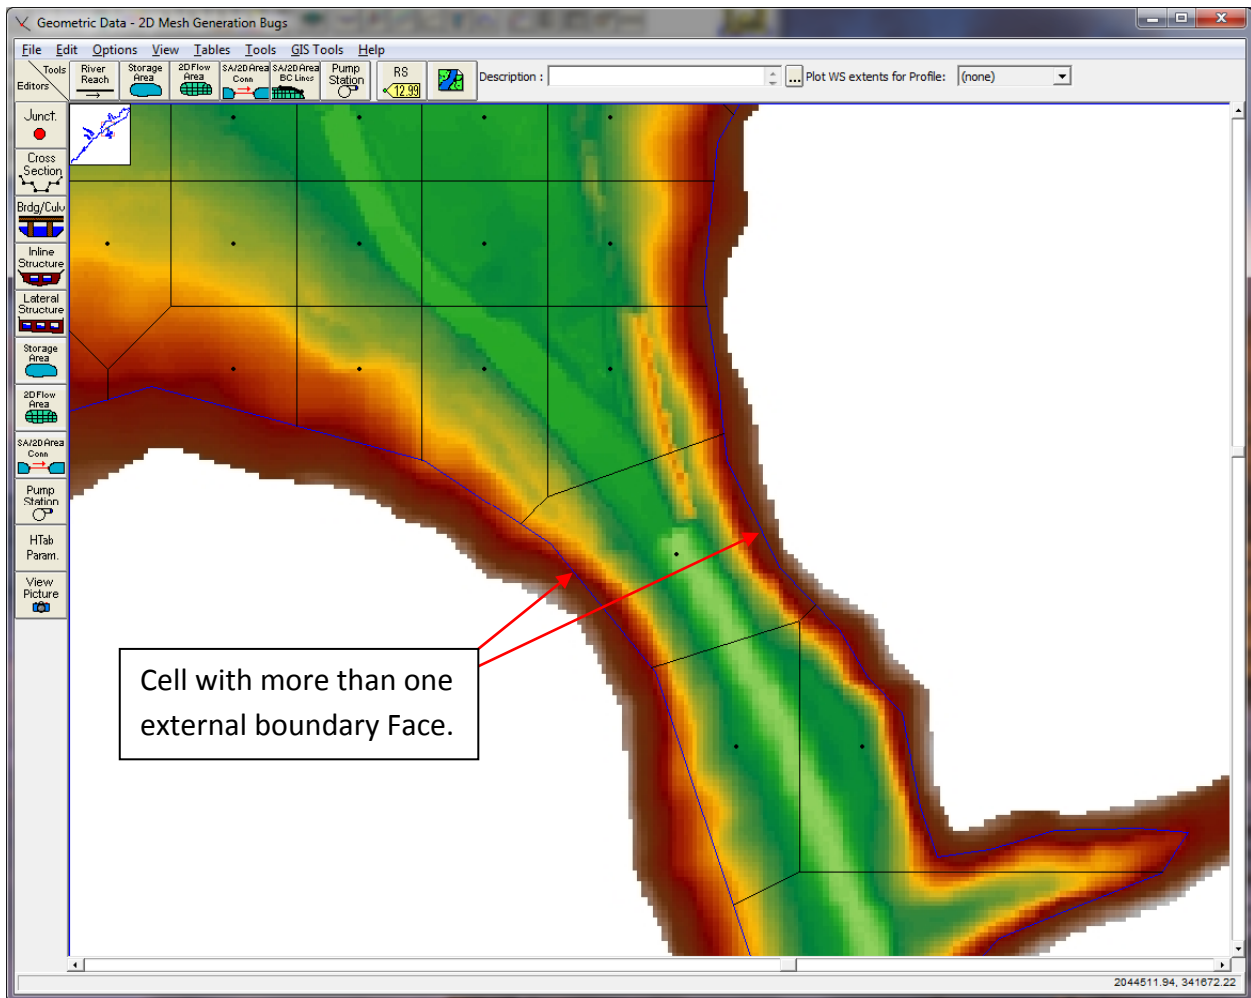 Geometric Data - 2D Mesh Generation Bugs
File Edit Options View Tables Tools GIS Tools Help
Tools
Editors
River
Reach
Storage
Area
2D Flow
Area
SA/2D Area
Conn
SA/2D Area
BC Lines
Pump
Station
RS
12.99
Description :
...
Plot WS extents for Profile:
(none)
Junct.
Cross
Section
Brdg/Culv
Inline
Structure
Lateral
Structure
Storage
Area
2D Flow
Area
SA/2D Area
Conn
Pump
Station
HTab
Param.
View
Picture
Cell with more than one
external boundary Face.
2044511.94, 341672.22